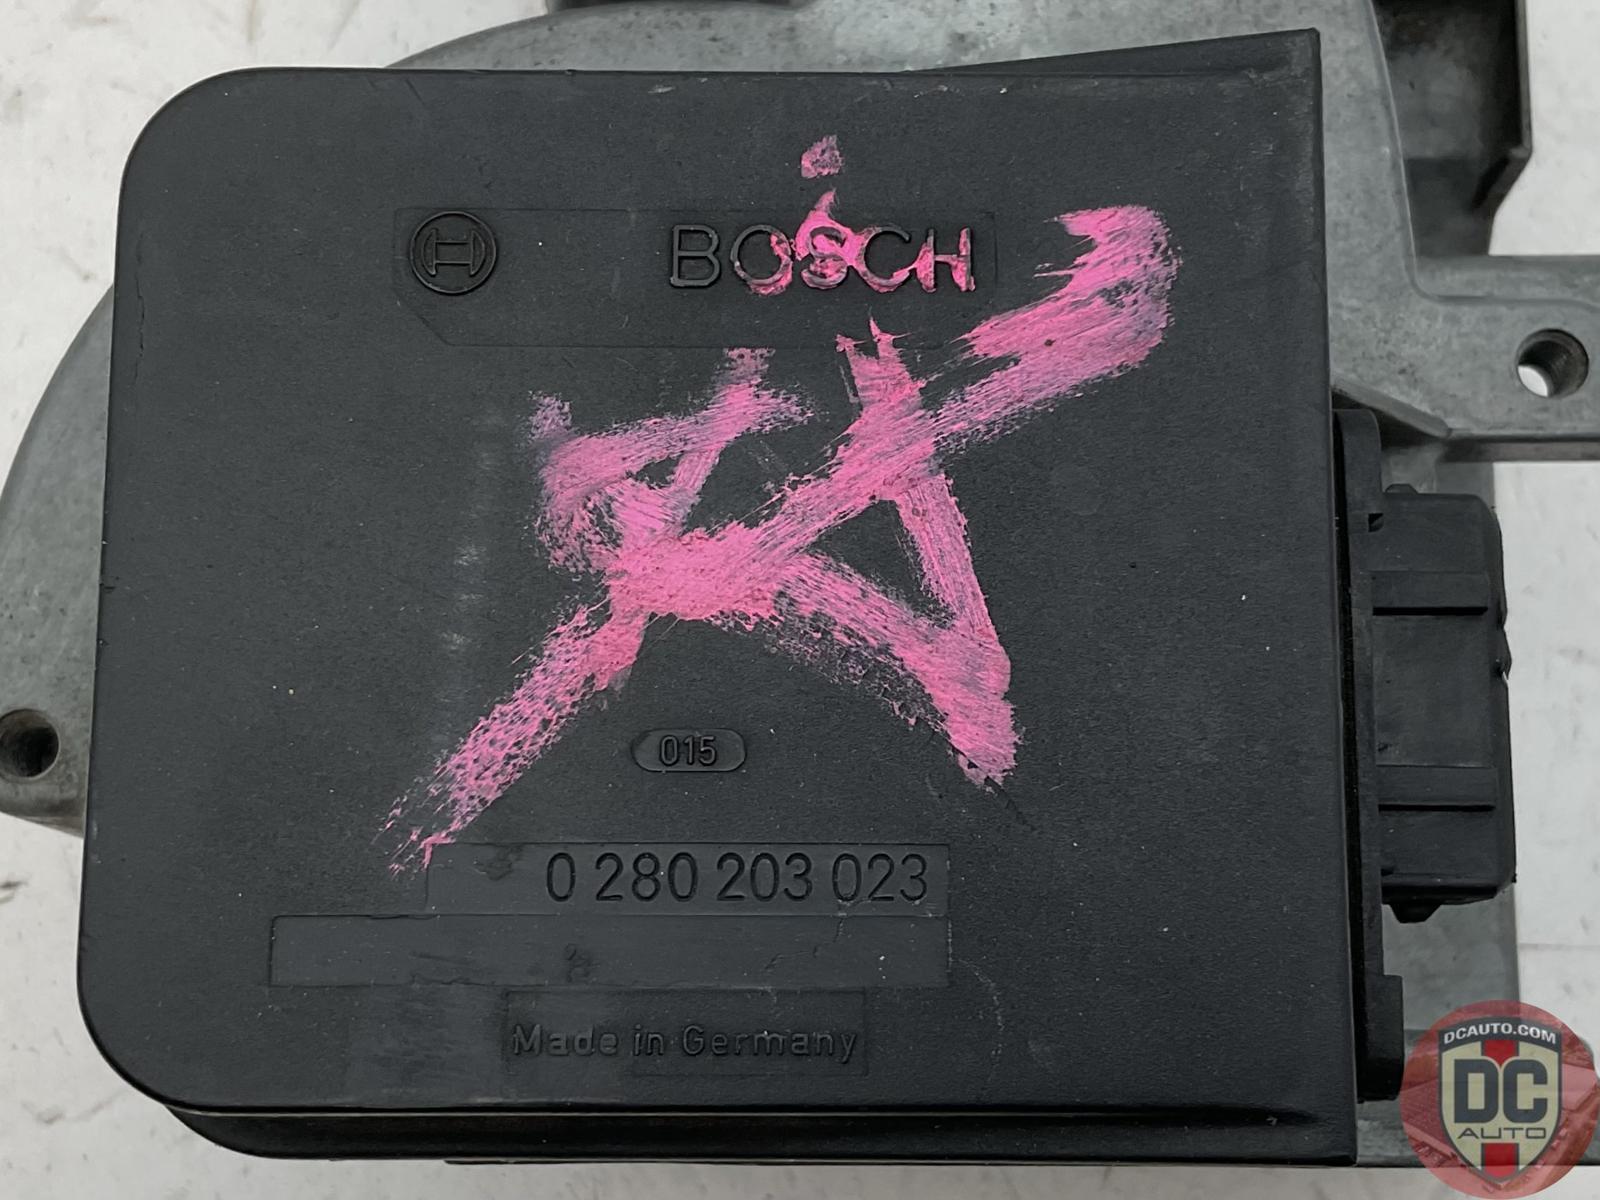 BOSCH
015
0 280 203 023
Made in Germany
DCAUTO.COM
DC
AUTO